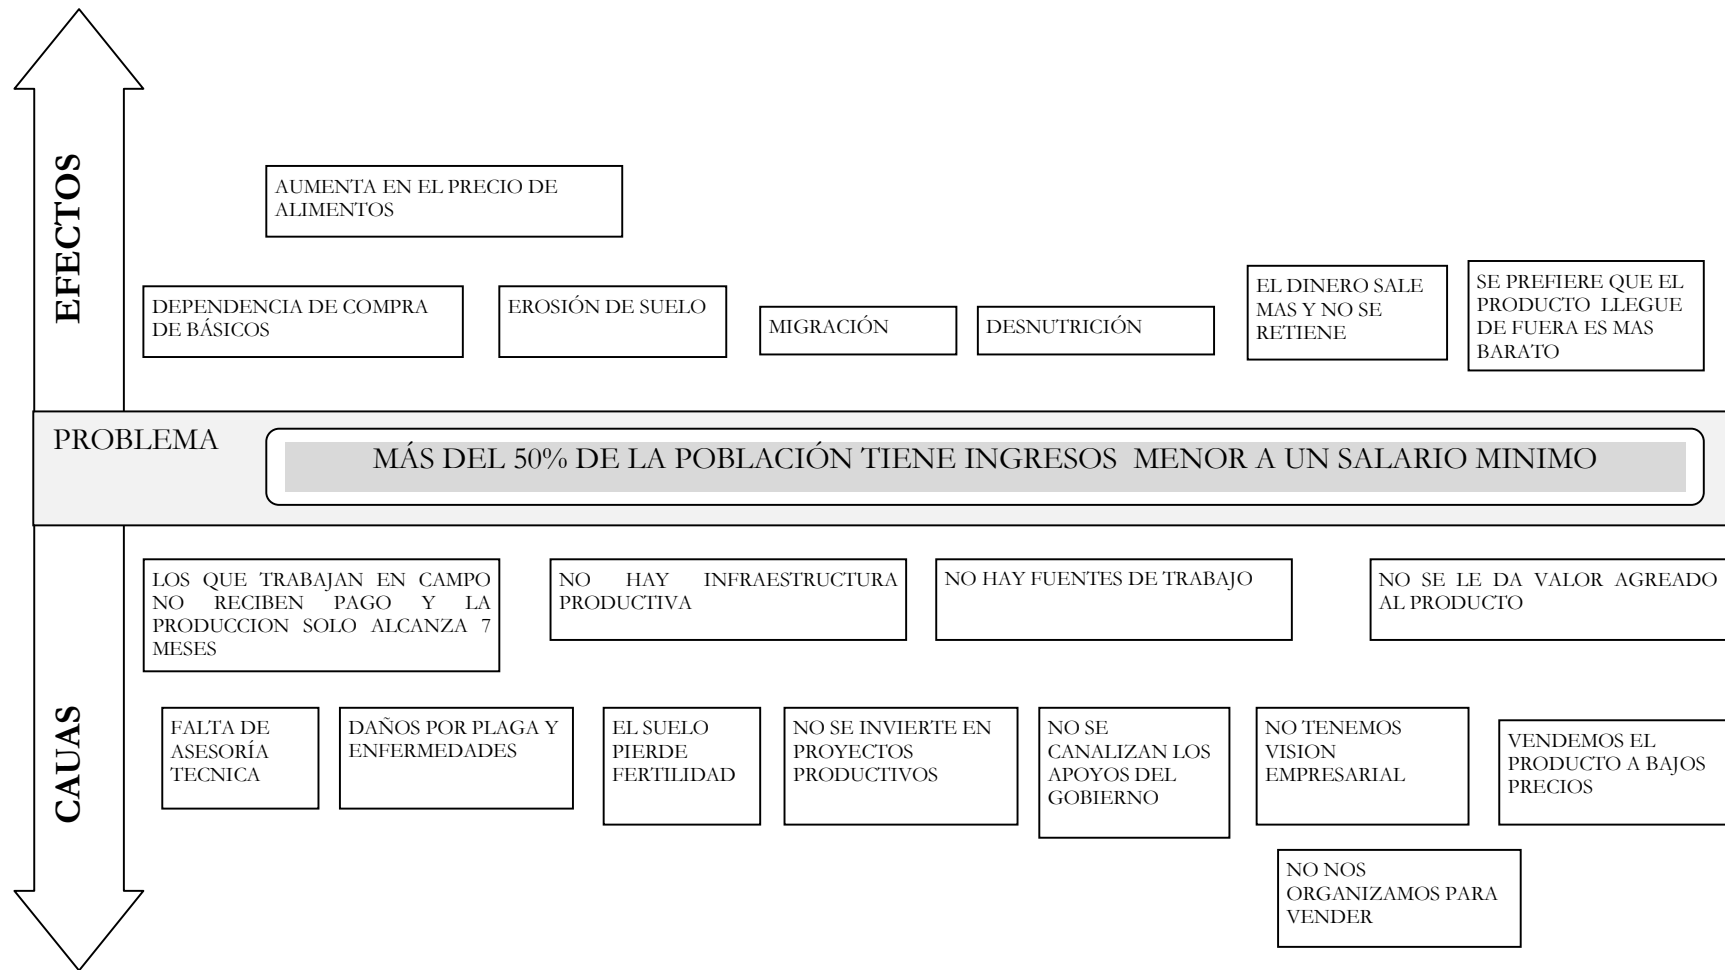 EFECTOS
AUMENTA EN EL PRECIO DE
ALIMENTOS
DEPENDENCIA DE COMPRA
DE BÁSICOS
EROSIÓN DE SUELO
MIGRACIÓN
DESNUTRICIÓN
EL DINERO SALE
MAS Y NO SE
RETIENE
SE PREFIERE QUE EL
PRODUCTO LLEGUE
DE FUERA ES MAS
BARATO
PROBLEMA
MÁS DEL 50% DE LA POBLACIÓN TIENE INGRESOS MENOR A UN SALARIO MINIMO
CAUAS
LOS QUE TRABAJAN EN CAMPO
NO RECIBEN PAGO Y LA
PRODUCCION SOLO ALCANZA 7
MESES
NO HAY INFRAESTRUCTURA
PRODUCTIVA
NO HAY FUENTES DE TRABAJO
NO SE LE DA VALOR AGREADO
AL PRODUCTO
FALTA DE
ASESORÍA
TECNICA
DAÑOS POR PLAGA Y
ENFERMEDADES
EL SUELO
PIERDE
FERTILIDAD
NO SE INVIERTE EN
PROYECTOS
PRODUCTIVOS
NO SE
CANALIZAN LOS
APOYOS DEL
GOBIERNO
NO TENEMOS
VISION
EMPRESARIAL
VENDEMOS EL
PRODUCTO A BAJOS
PRECIOS
NO NOS
ORGANIZAMOS PARA
VENDER